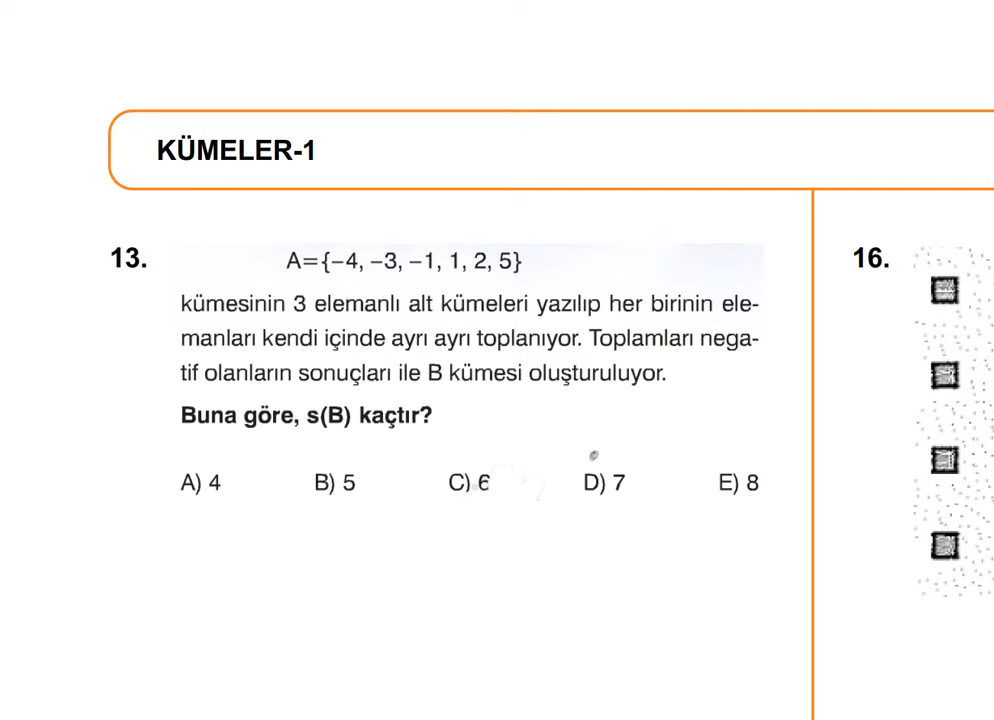 KÜMELER-1
13.
A={−4, −3, −1, 1, 2, 5}
kümesinin 3 elemanlı alt kümeleri yazılıp her birinin ele-
manları kendi içinde ayrı ayrı toplanıyor. Toplamları nega-
tif olanların sonuçları ile B kümesi oluşturuluyor.
Buna göre, s(B) kaçtır?
A) 4 B) 5 C) 6 D) 7 E) 8
16.